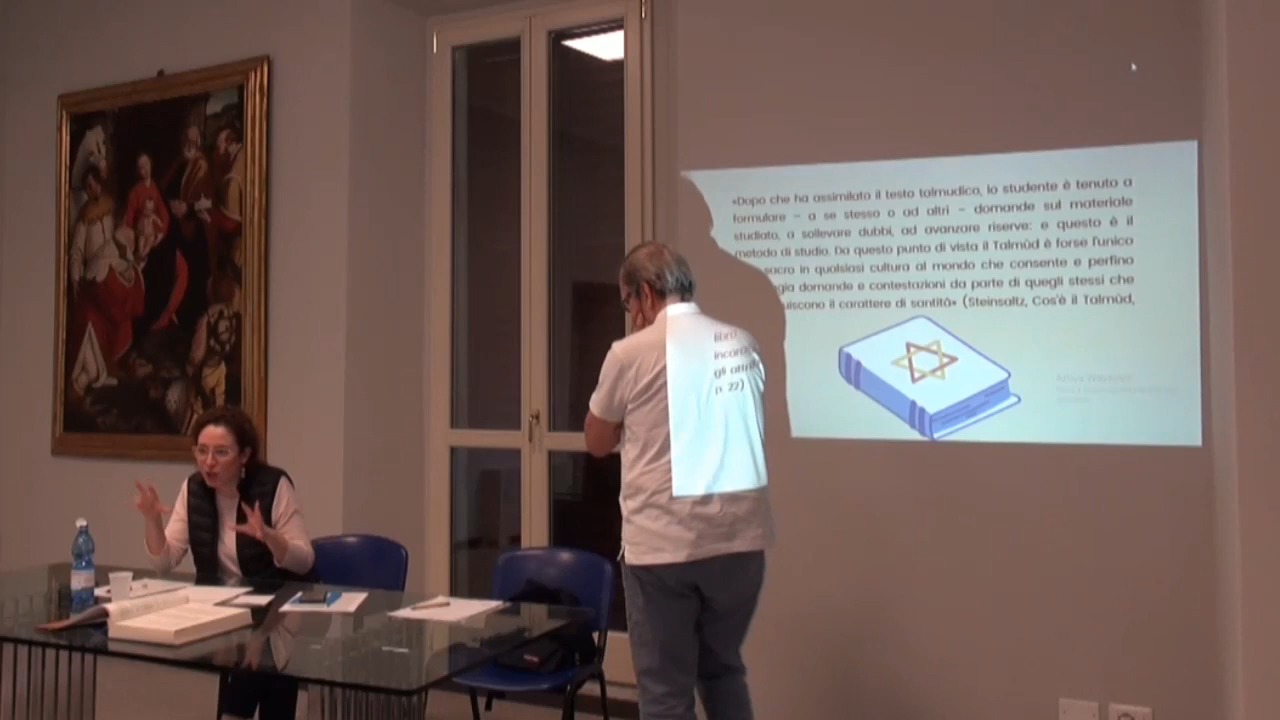 «Dopo che ha assimilato il testo talmudico, lo studente è tenuto a
formulare – a se stesso o ad altri – domande sul materiale
studiato, a sollevare dubbi, ad avanzare riserve: e questo è il
metodo di studio. Da questo punto di vista il Talmūd è forse l'unico
libro sacro in qualsiasi cultura al mondo che consente e perfino
domande e contestazioni da parte di quegli stessi che
gli carattere di santità» (Steinsaltz, Cos'è il Talmūd,
p. 22)